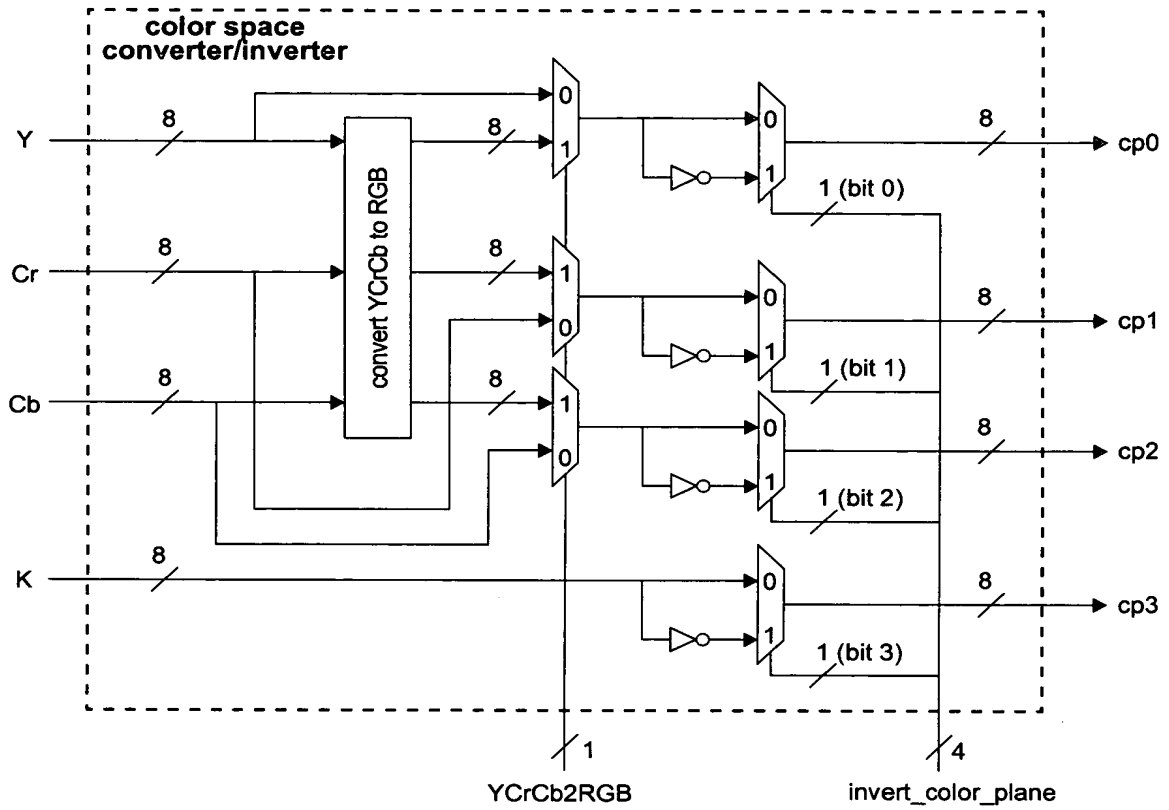 color space
converter/inverter
Y
8
8
0
1
0
1
8
cp0
1 (bit 0)
convert YCrCb to RGB
Cr
8
8
1
0
0
1
8
cp1
1 (bit 1)
Cb
8
8
1
0
0
1
8
cp2
1 (bit 2)
K
8
0
1
8
cp3
1 (bit 3)
1
4
YCrCb2RGB
invert_color_plane